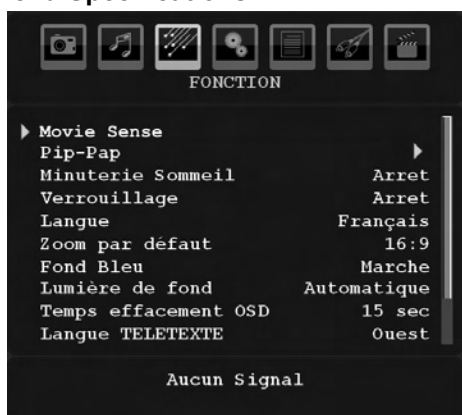 FONCTION
Movie Sense
Pip-Pap
Minuterie Sommeil Arret
Verrouillage Arret
Langue Français
Zoom par défaut 16:9
Fond Bleu Marche
Lumière de fond Automatique
Temps effacement OSD 15 sec
Langue TELETEXTE Ouest
Aucun Signal